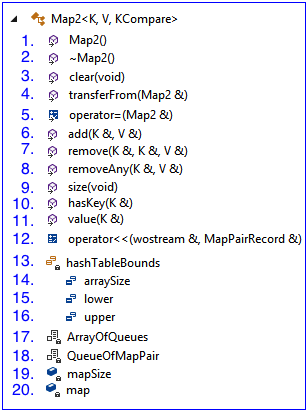 Map2<K, V, KCompare>
1. Map2()
2. ~Map2()
3. clear(void)
4. transferFrom(Map2 &)
5. operator=(Map2 &)
6. add(K &, V &)
7. remove(K &, K &, V &)
8. removeAny(K &, V &)
9. size(void)
10. hasKey(K &)
11. value(K &)
12. operator<<(wostream &, MapPairRecord &)
13. hashTableBounds
14. arraySize
15. lower
16. upper
17. ArrayOfQueues
18. QueueOfMapPair
19. mapSize
20. map